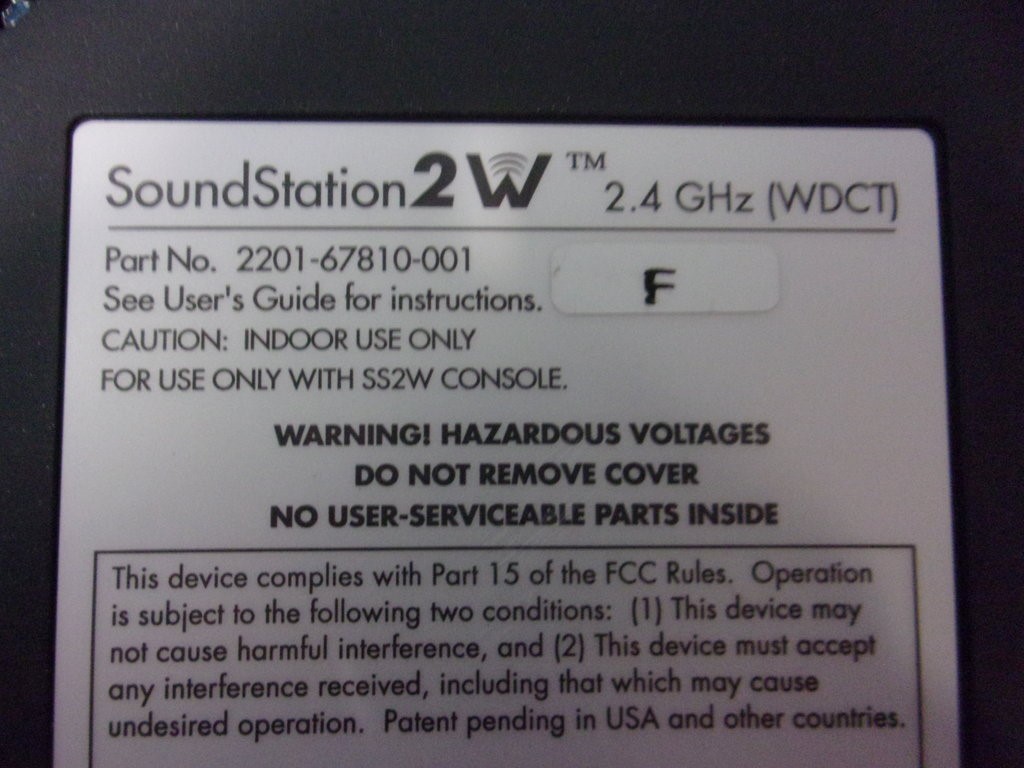 SoundStation2W™ 2.4 GHz (WDCT)
Part No. 2201-67810-001
F
See User's Guide for instructions.
CAUTION: INDOOR USE ONLY
FOR USE ONLY WITH SS2W CONSOLE.
WARNING! HAZARDOUS VOLTAGES
DO NOT REMOVE COVER
NO USER-SERVICEABLE PARTS INSIDE
This device complies with Part 15 of the FCC Rules. Operation
is subject to the following two conditions: (1) This device may
not cause harmful interference, and (2) This device must accept
any interference received, including that which may cause
undesired operation. Patent pending in USA and other countries.